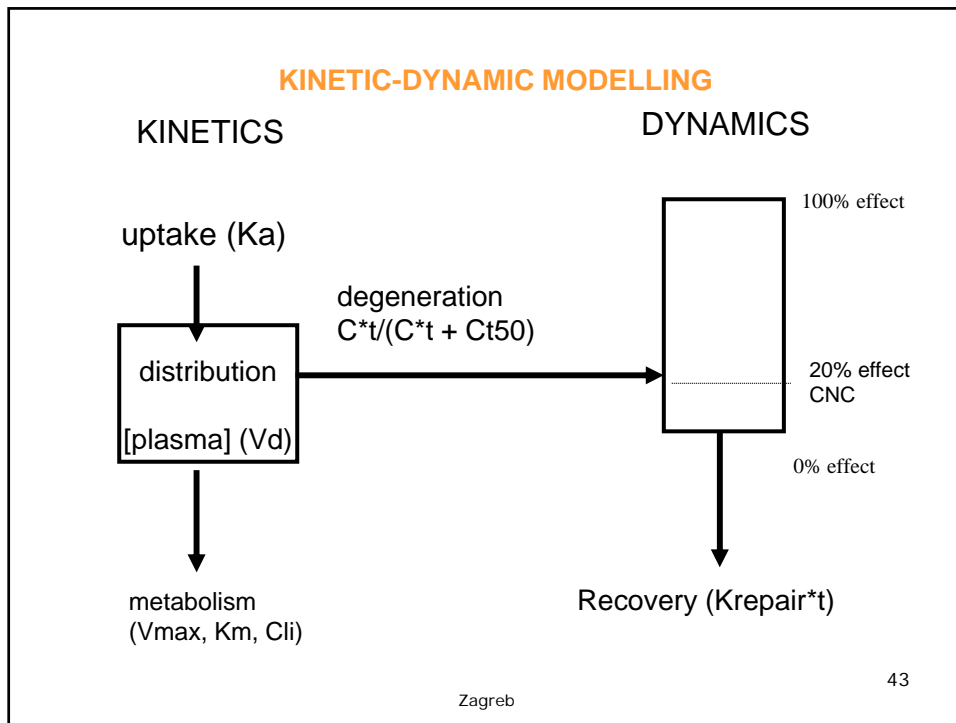 KINETIC-DYNAMIC MODELLING
KINETICS
DYNAMICS
uptake (Ka)
distribution
[plasma] (Vd)
metabolism
(Vmax, Km, Cli)
degeneration
C*t/(C*t + Ct50)
100% effect
20% effect
CNC
0% effect
Recovery (Krepair*t)
Zagreb
43